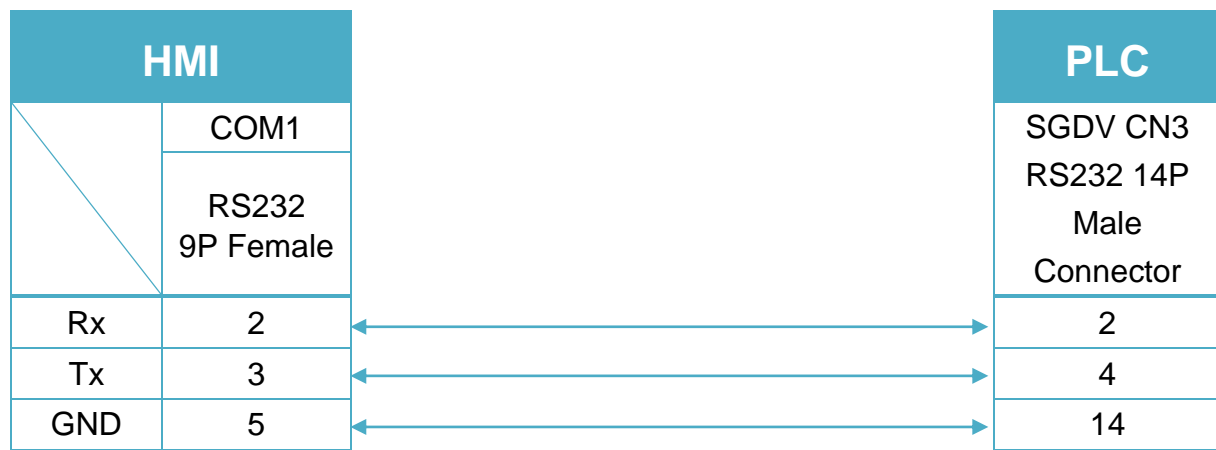 HMI PLC
COM1
RS232
9P Female
SGDV CN3
RS232 14P
Male
Connector
Rx 2 2
Tx 3 4
GND 5 14